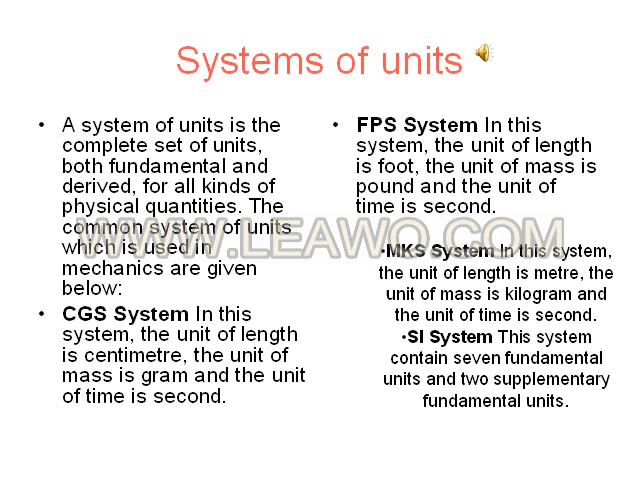 Systems of units
• A system of units is the
complete set of units,
both fundamental and
derived, for all kinds of
physical quantities. The
common system of units
which is used in
mechanics are given
below:
• CGS System In this
system, the unit of length
is centimetre, the unit of
mass is gram and the unit
of time is second.
• FPS System In this
system, the unit of length
is foot, the unit of mass is
pound and the unit of
time is second.
•MKS System In this system,
the unit of length is metre, the
unit of mass is kilogram and
the unit of time is second.
•SI System This system
contain seven fundamental
units and two supplementary
fundamental units.
WWW.LEAWO.COM